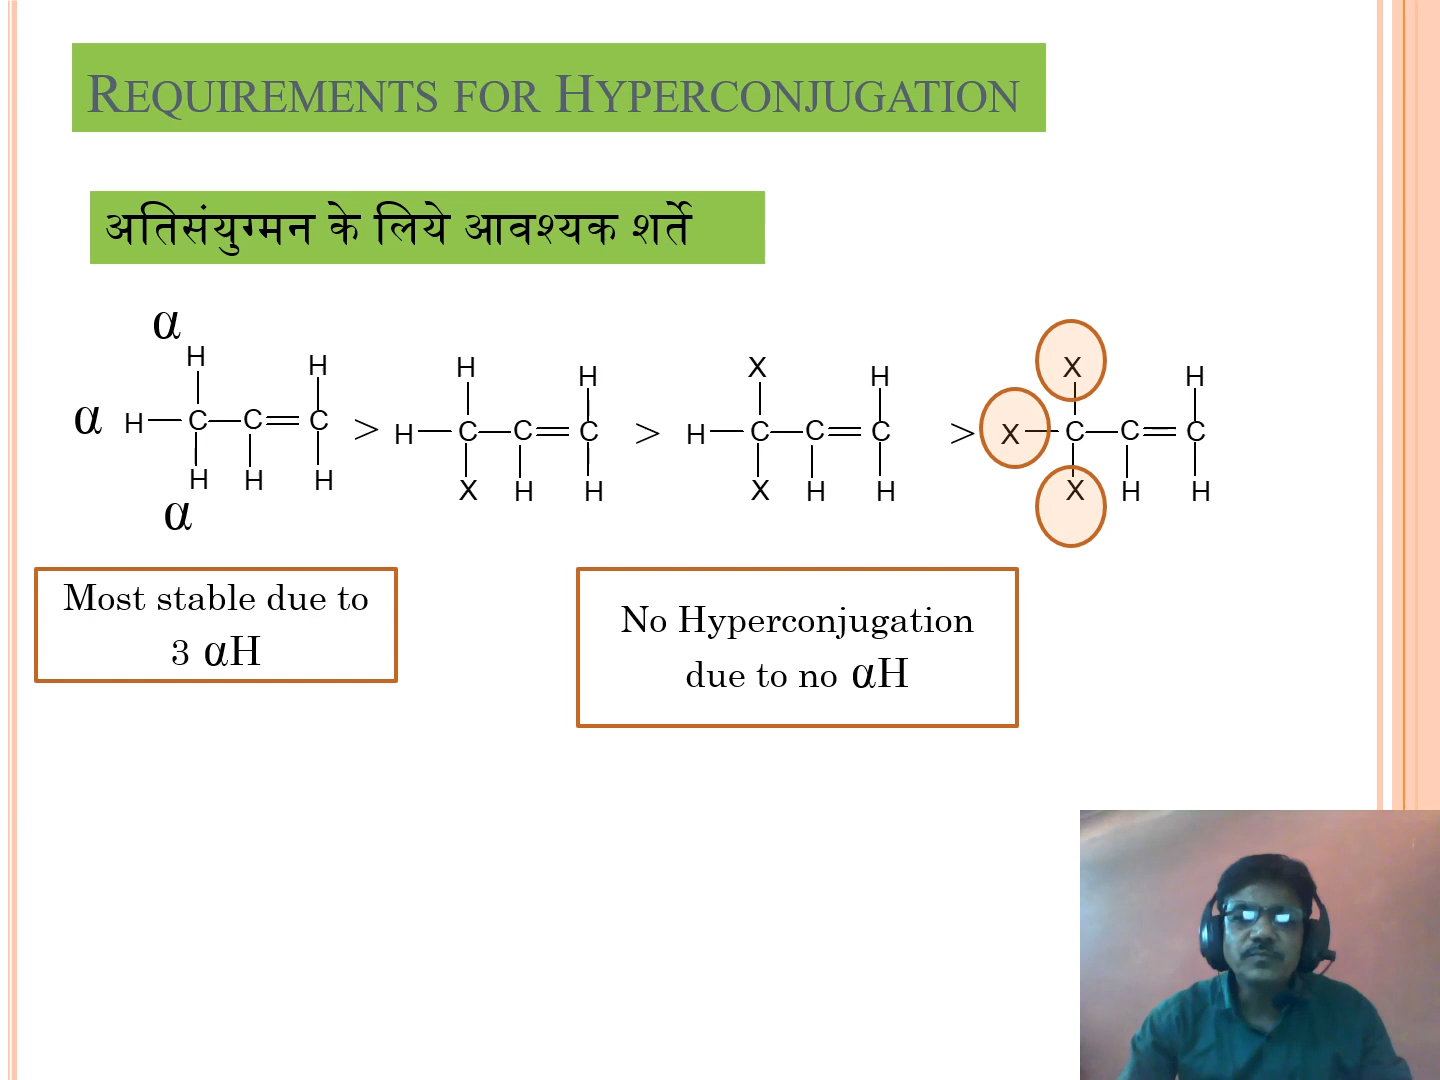 REQUIREMENTS FOR HYPERCONJUGATION
अतिसंयुग्मन के लिये आवश्यक शर्ते
α
H H H H X H X H
α H C C C > H C C C > H C C C > X C C C
H H H X H H X H H X H H
α
Most stable due to
3 αH
No Hyperconjugation
due to no αH